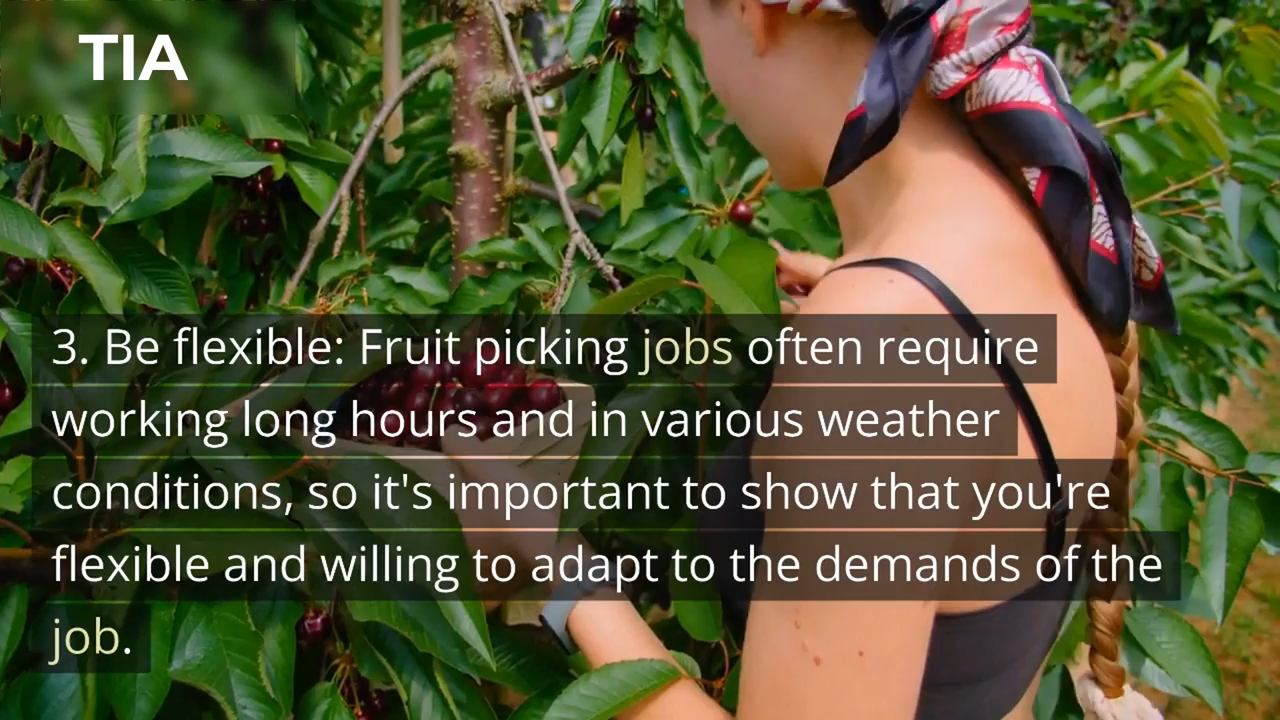 TIA
3. Be flexible: Fruit picking jobs often require
working long hours and in various weather
conditions, so it's important to show that you're
flexible and willing to adapt to the demands of the
job.